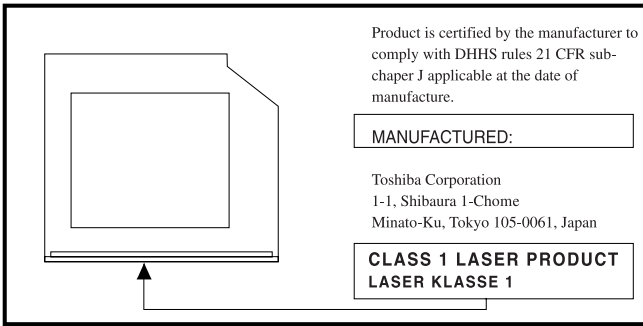 Product is certified by the manufacturer to
comply with DHHS rules 21 CFR sub-
chaper J applicable at the date of
manufacture.
MANUFACTURED:
Toshiba Corporation
1-1, Shibaura 1-Chome
Minato-Ku, Tokyo 105-0061, Japan
CLASS 1 LASER PRODUCT
LASER KLASSE 1